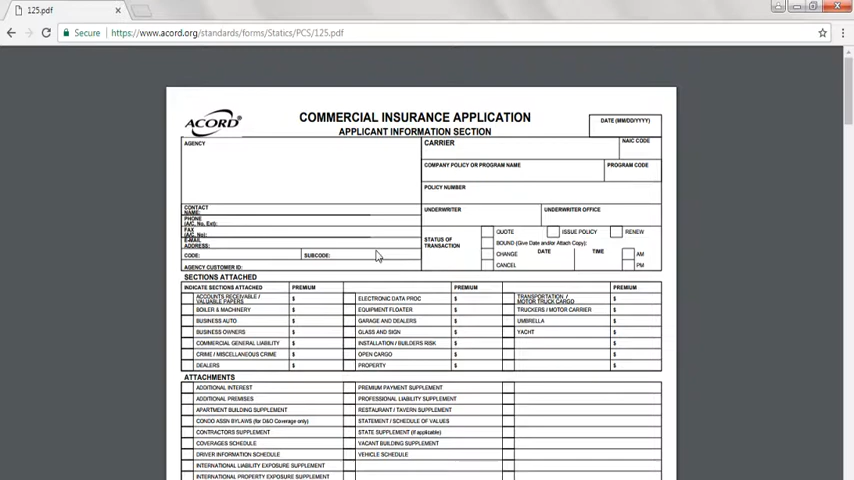 125.pdf
Secure https://www.acord.org/standards/forms/Statics/PCS/125.pdf
ACORD®
COMMERCIAL INSURANCE APPLICATION
APPLICANT INFORMATION SECTION
DATE (MM/DD/YYYY)
AGENCY
CARRIER
NAIC CODE
COMPANY POLICY OR PROGRAM NAME
PROGRAM CODE
POLICY NUMBER
CONTACT
NAME:
PHONE
(A/C, No, Ext):
FAX
(A/C, No):
E-MAIL
ADDRESS:
CODE:
SUBCODE:
AGENCY CUSTOMER ID:
UNDERWRITER
UNDERWRITER OFFICE
STATUS OF
TRANSACTION
QUOTE
ISSUE POLICY
RENEW
BOUND (Give Date and/or Attach Copy):
CHANGE
DATE
TIME
AM
CANCEL
PM
SECTIONS ATTACHED
INDICATE SECTIONS ATTACHED PREMIUM PREMIUM PREMIUM
ACCOUNTS RECEIVABLE /
VALUABLE PAPERS
$ ELECTRONIC DATA PROC $ TRANSPORTATION /
MOTOR TRUCK CARGO
$
BOILER & MACHINERY $ EQUIPMENT FLOATER $ TRUCKERS / MOTOR CARRIER $
BUSINESS AUTO $ GARAGE AND DEALERS $ UMBRELLA $
BUSINESS OWNERS $ GLASS AND SIGN $ YACHT $
COMMERCIAL GENERAL LIABILITY $ INSTALLATION / BUILDERS RISK $ $
CRIME / MISCELLANEOUS CRIME $ OPEN CARGO $ $
DEALERS $ PROPERTY $ $
ATTACHMENTS
ADDITIONAL INTEREST PREMIUM PAYMENT SUPPLEMENT
ADDITIONAL PREMISES PROFESSIONAL LIABILITY SUPPLEMENT
APARTMENT BUILDING SUPPLEMENT RESTAURANT / TAVERN SUPPLEMENT
CONDO ASSN BYLAWS (for D&O Coverage only) STATEMENT / SCHEDULE OF VALUES
CONTRACTORS SUPPLEMENT STATE SUPPLEMENT (If applicable)
COVERAGES SCHEDULE VACANT BUILDING SUPPLEMENT
DRIVER INFORMATION SCHEDULE VEHICLE SCHEDULE
INTERNATIONAL LIABILITY EXPOSURE SUPPLEMENT
INTERNATIONAL PROPERTY EXPOSURE SUPPLEMENT